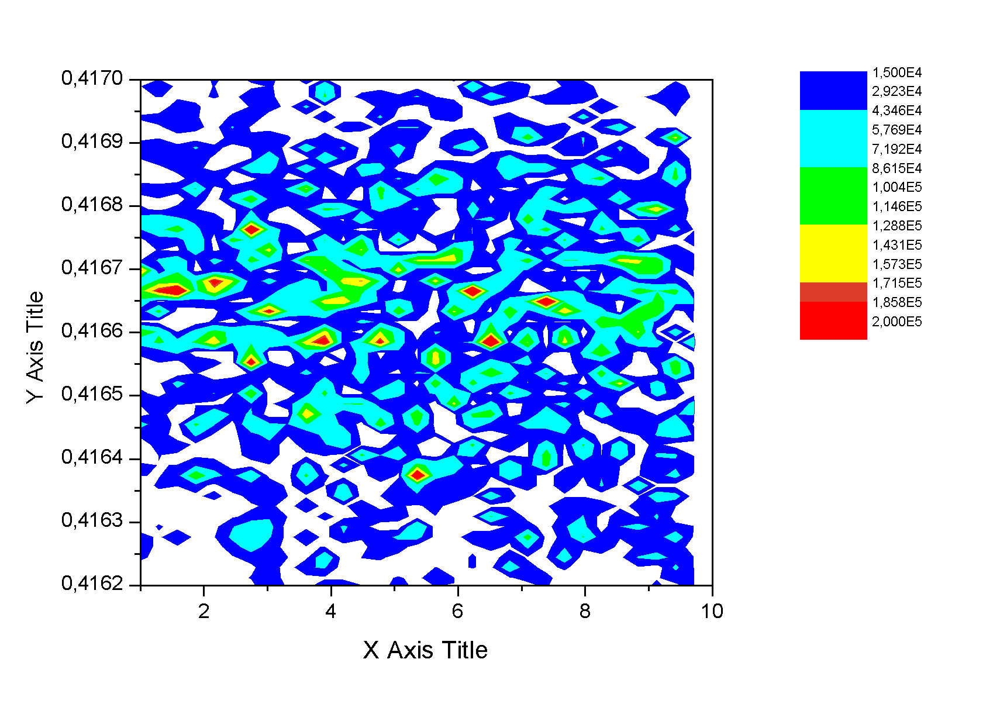 0,4170
0,4169
0,4168
0,4167
0,4166
0,4165
0,4164
0,4163
0,4162
Y Axis Title
2
4
6
8
10
X Axis Title
1,500E4
2,923E4
4,346E4
5,769E4
7,192E4
8,615E4
1,004E5
1,146E5
1,288E5
1,431E5
1,573E5
1,715E5
1,858E5
2,000E5